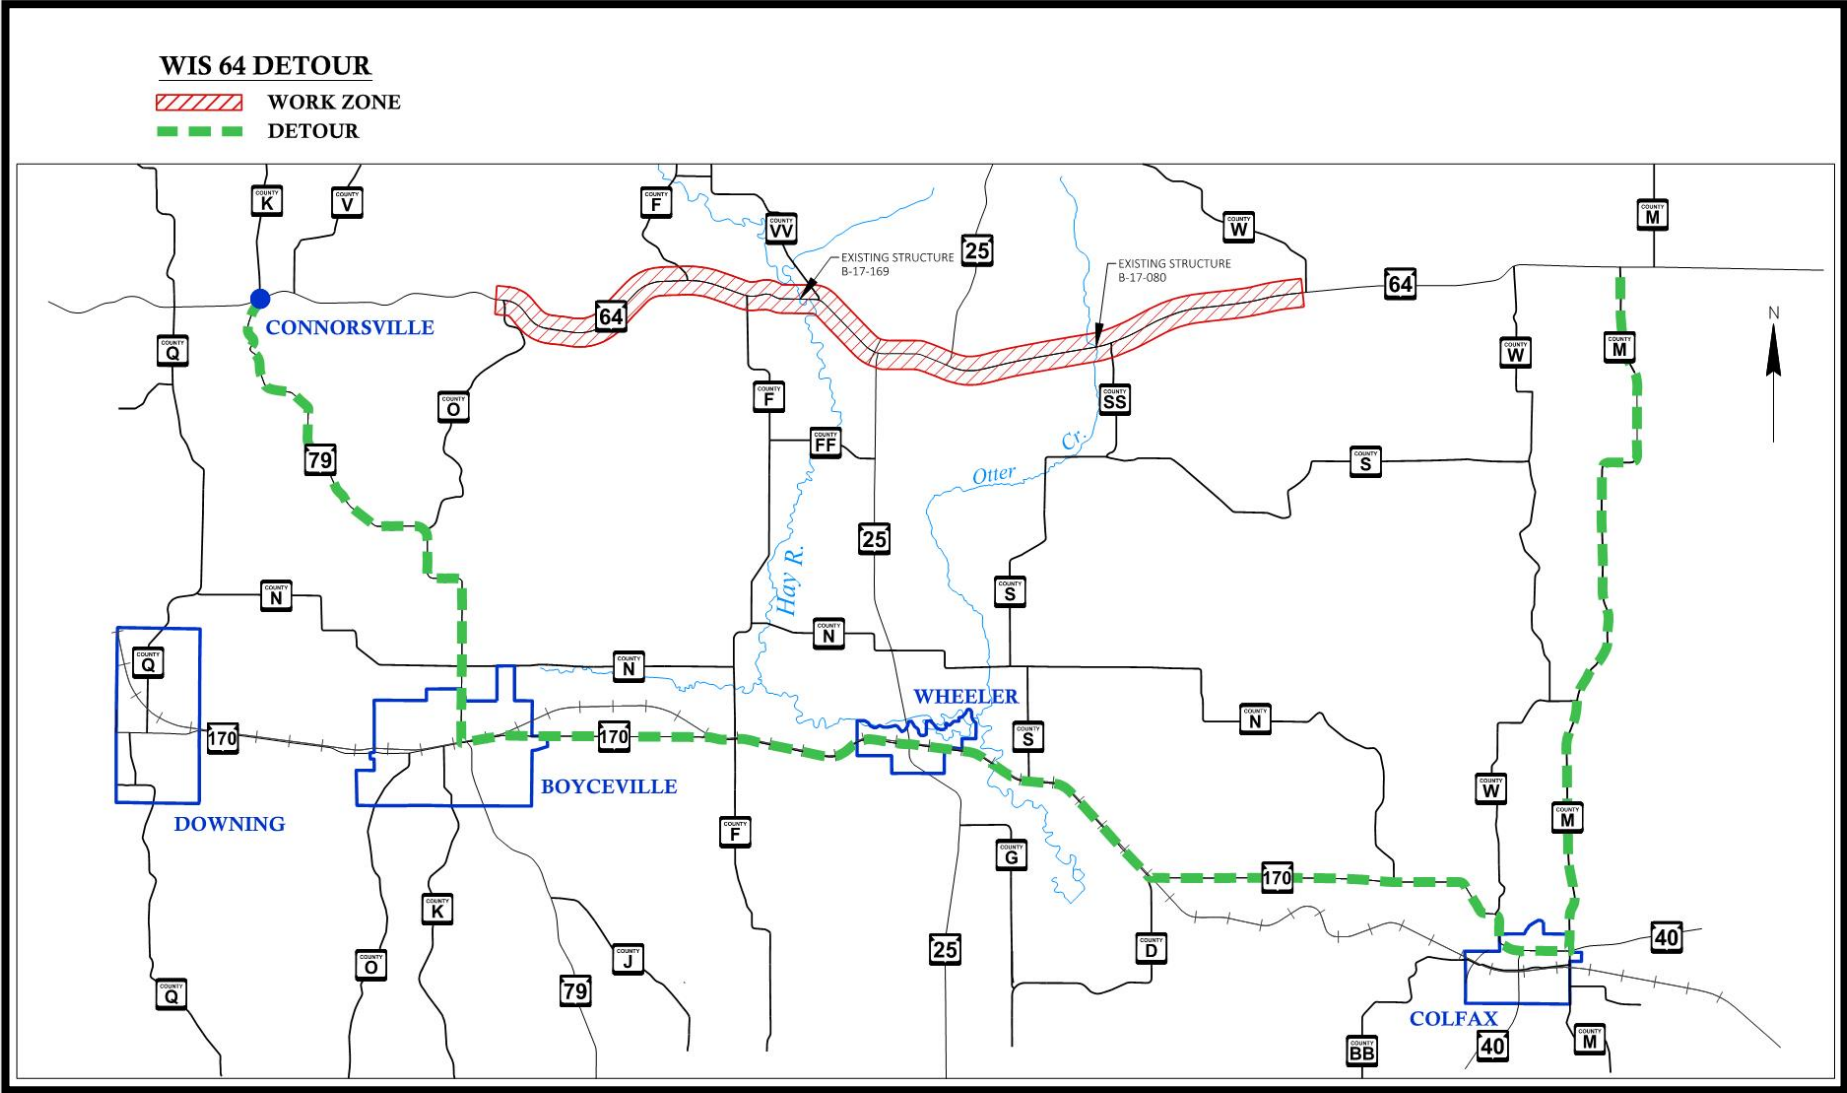 WIS 64 DETOUR
WORK ZONE
DETOUR
COUNTY
K
COUNTY
V
COUNTY
F
COUNTY
VV
25
COUNTY
W
COUNTY
M
EXISTING STRUCTURE
B-17-169
EXISTING STRUCTURE
B-17-080
64
64
N
CONNORSVILLE
COUNTY
Q
COUNTY
W
COUNTY
M
COUNTY
O
COUNTY
F
COUNTY
SS
79
COUNTY
FF
Cr.
Otter
COUNTY
S
25
Hay R.
COUNTY
N
COUNTY
S
COUNTY
N
COUNTY
Q
COUNTY
N
WHEELER
170
170
COUNTY
S
COUNTY
N
BOYCEVILLE
COUNTY
W
DOWNING
COUNTY
M
COUNTY
F
COUNTY
G
170
COUNTY
K
40
COUNTY
O
COUNTY
J
25
COUNTY
D
COUNTY
Q
79
COLFAX
COUNTY
BB
40
COUNTY
M